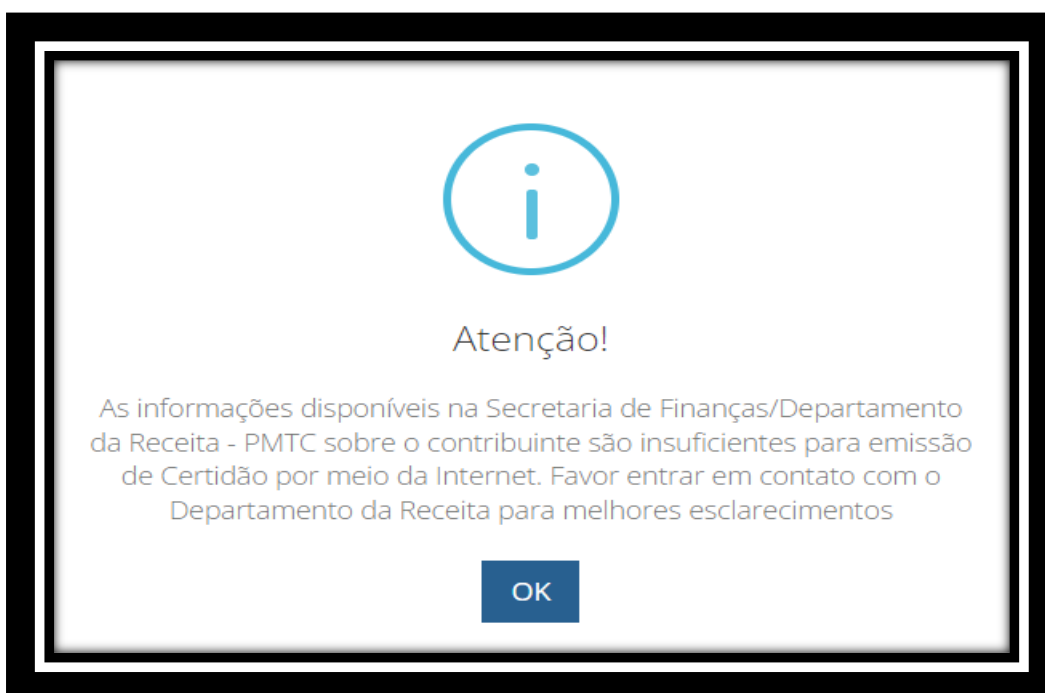 i
Atenção!
As informações disponíveis na Secretaria de Finanças/Departamento
da Receita - PMTC sobre o contribuinte são insuficientes para emissão
de Certidão por meio da Internet. Favor entrar em contato com o
Departamento da Receita para melhores esclarecimentos
OK